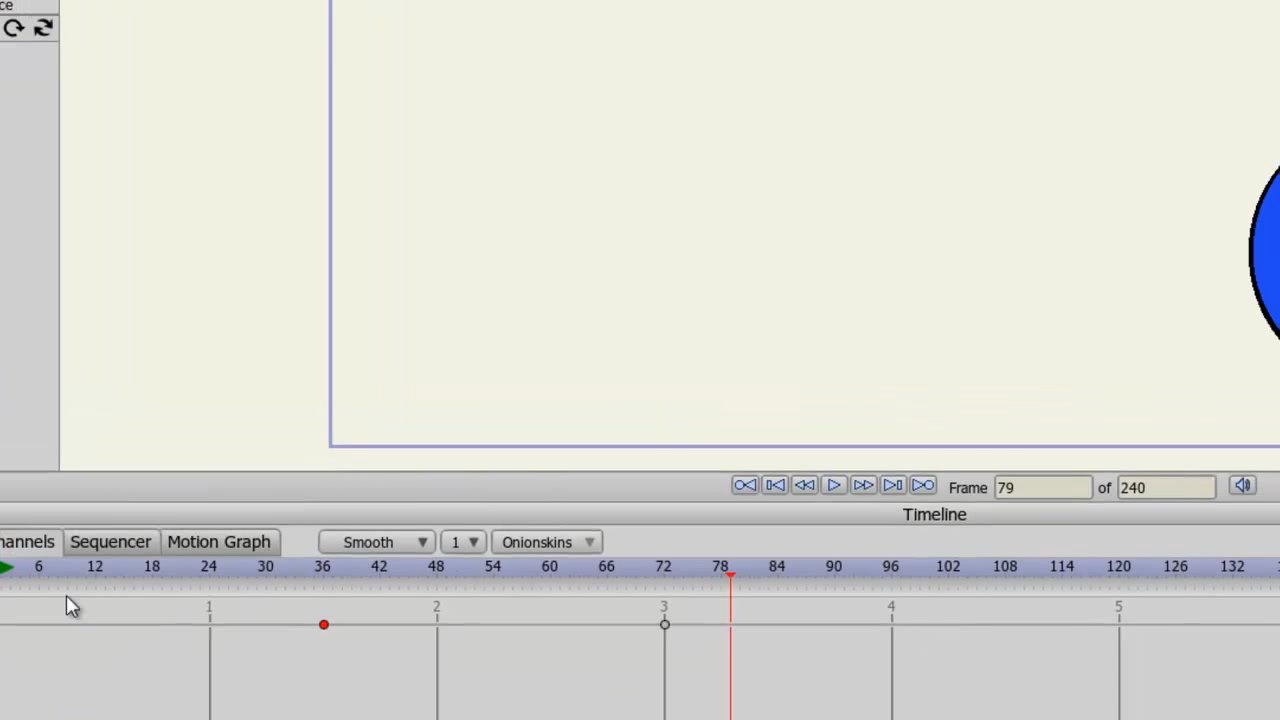 ce
Frame 79 of 240
Timeline
hannels Sequencer Motion Graph Smooth 1 Onionskins
6 12 18 24 30 36 42 48 54 60 66 72 78 84 90 96 102 108 114 120 126 132
1 2 3 4 5